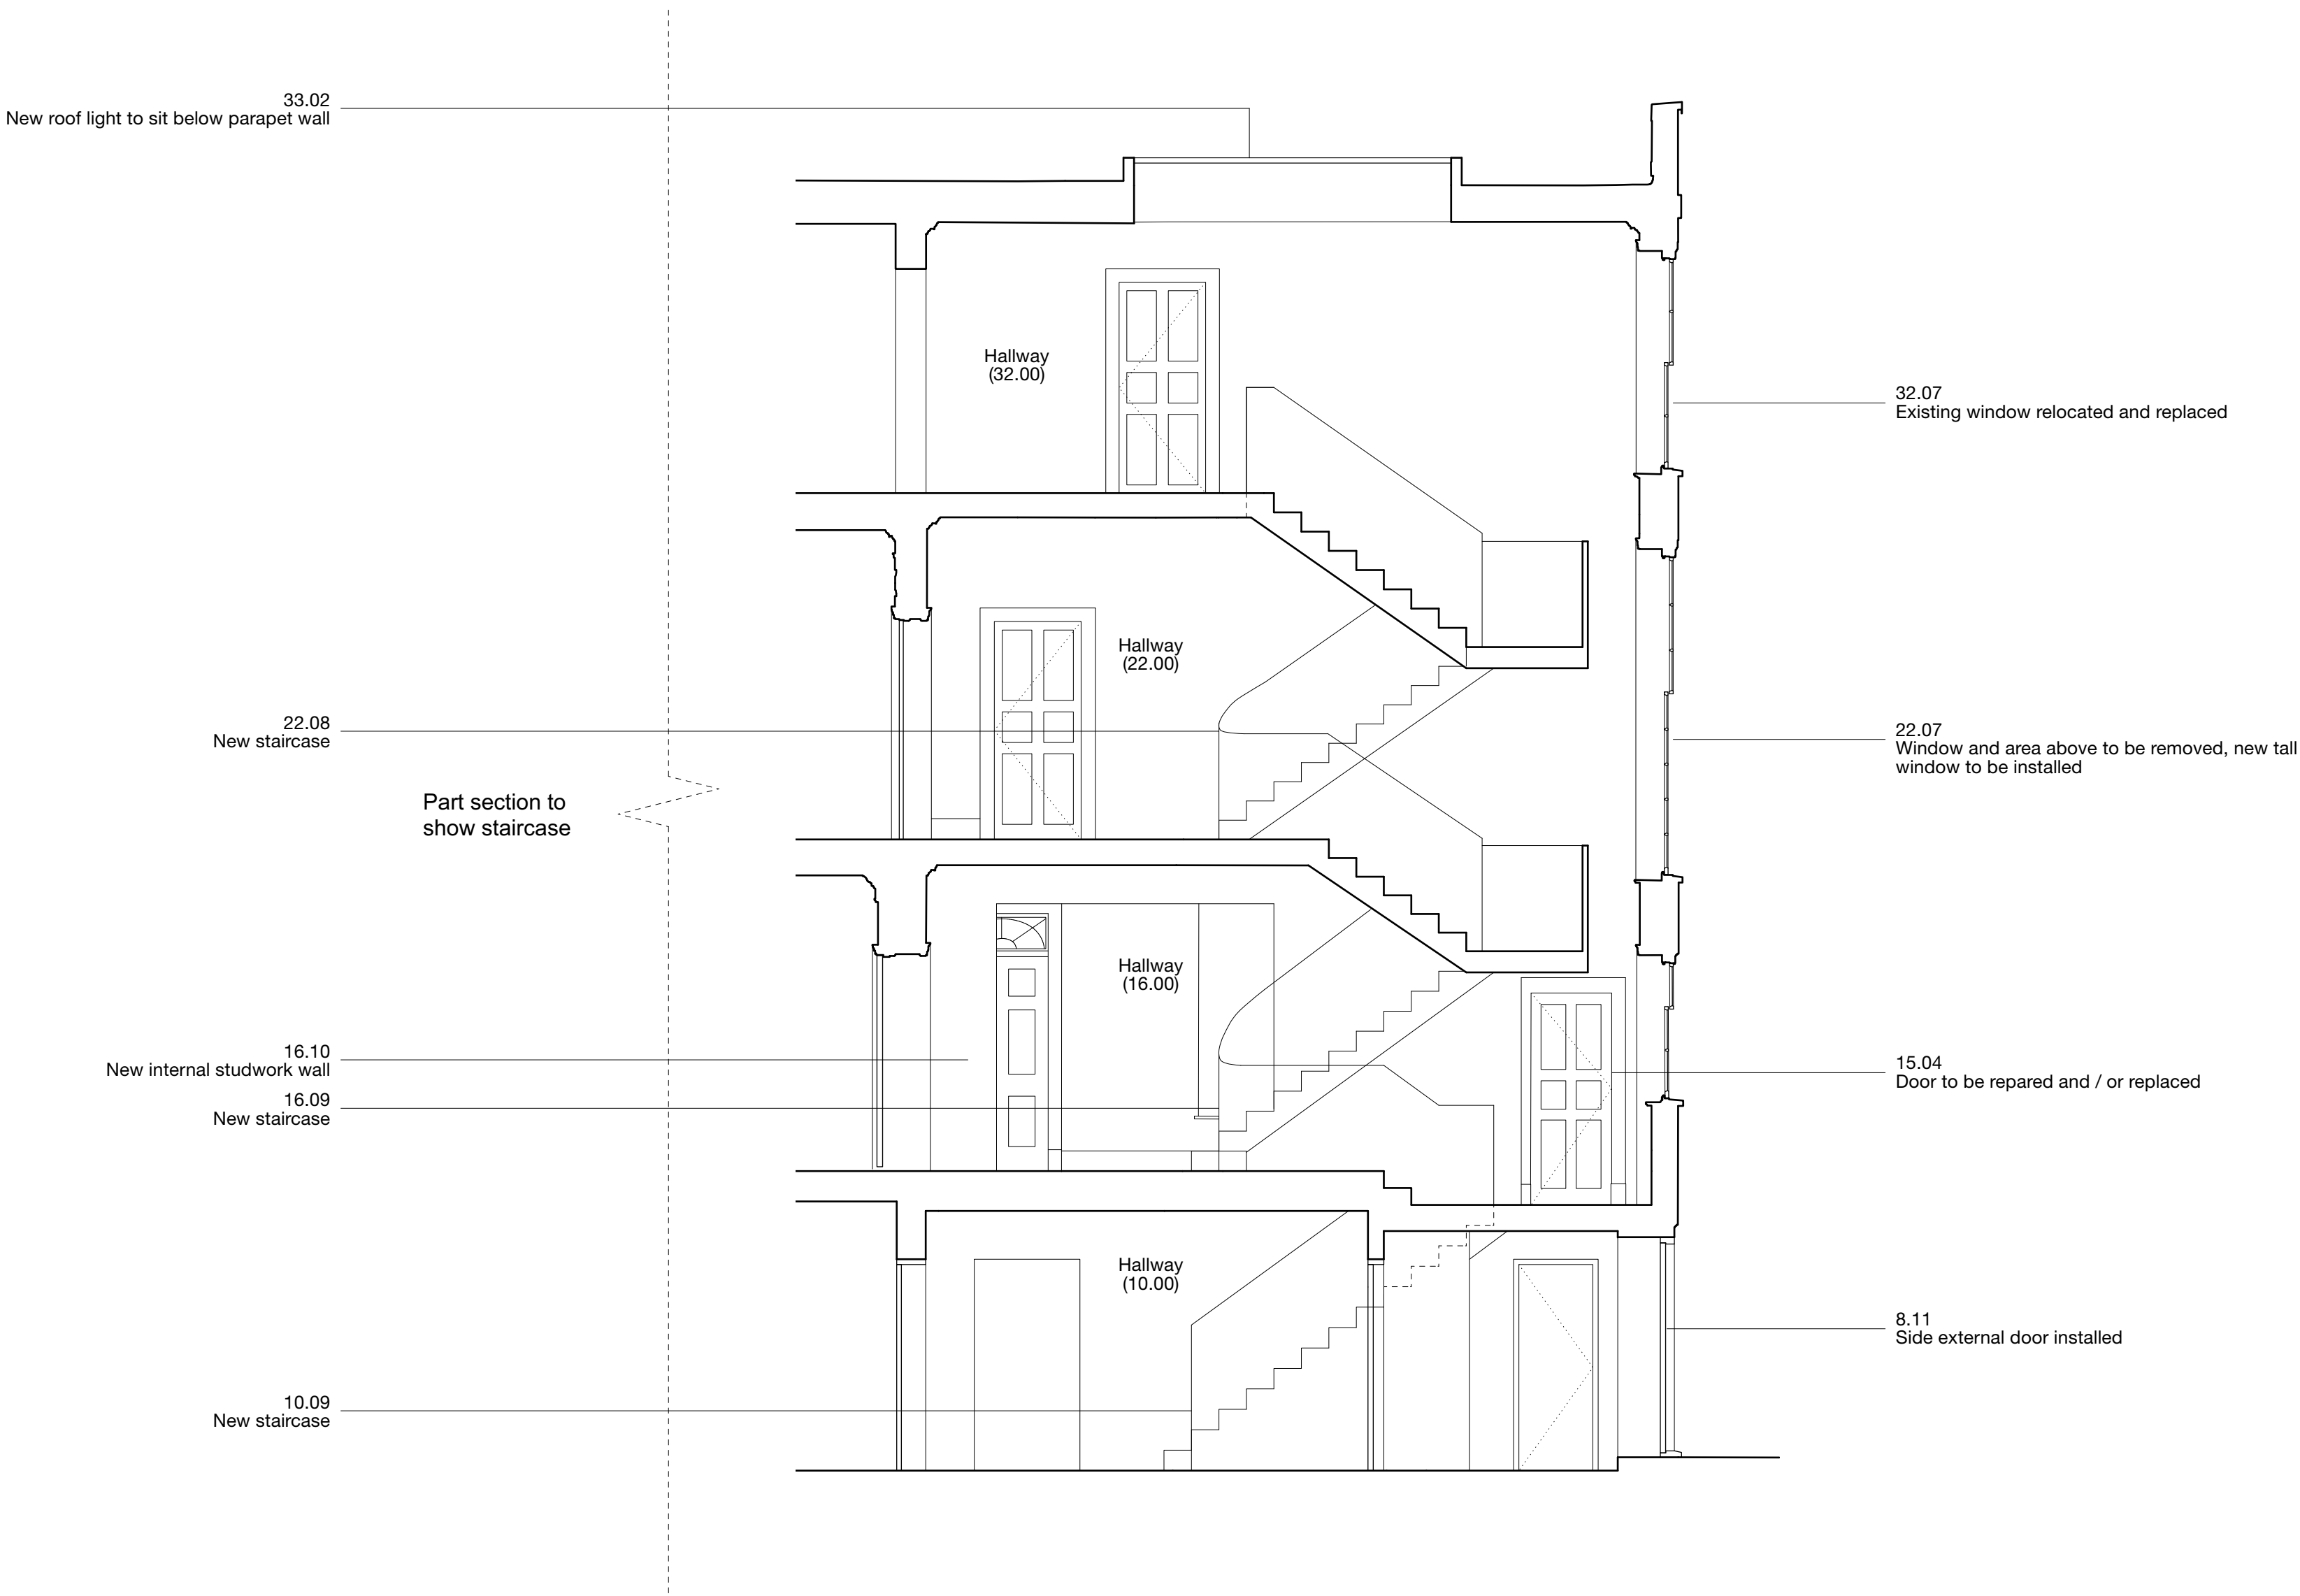 33.02
New roof light to sit below parapet wall
Hallway
(32.00)
32.07
Existing window relocated and replaced
Hallway
(22.00)
22.08
New staircase
22.07
Window and area above to be removed, new tall
window to be installed
Part section to
show staircase
Hallway
(16.00)
16.10
New internal studwork wall
16.09
New staircase
15.04
Door to be repared and / or replaced
Hallway
(10.00)
8.11
Side external door installed
10.09
New staircase